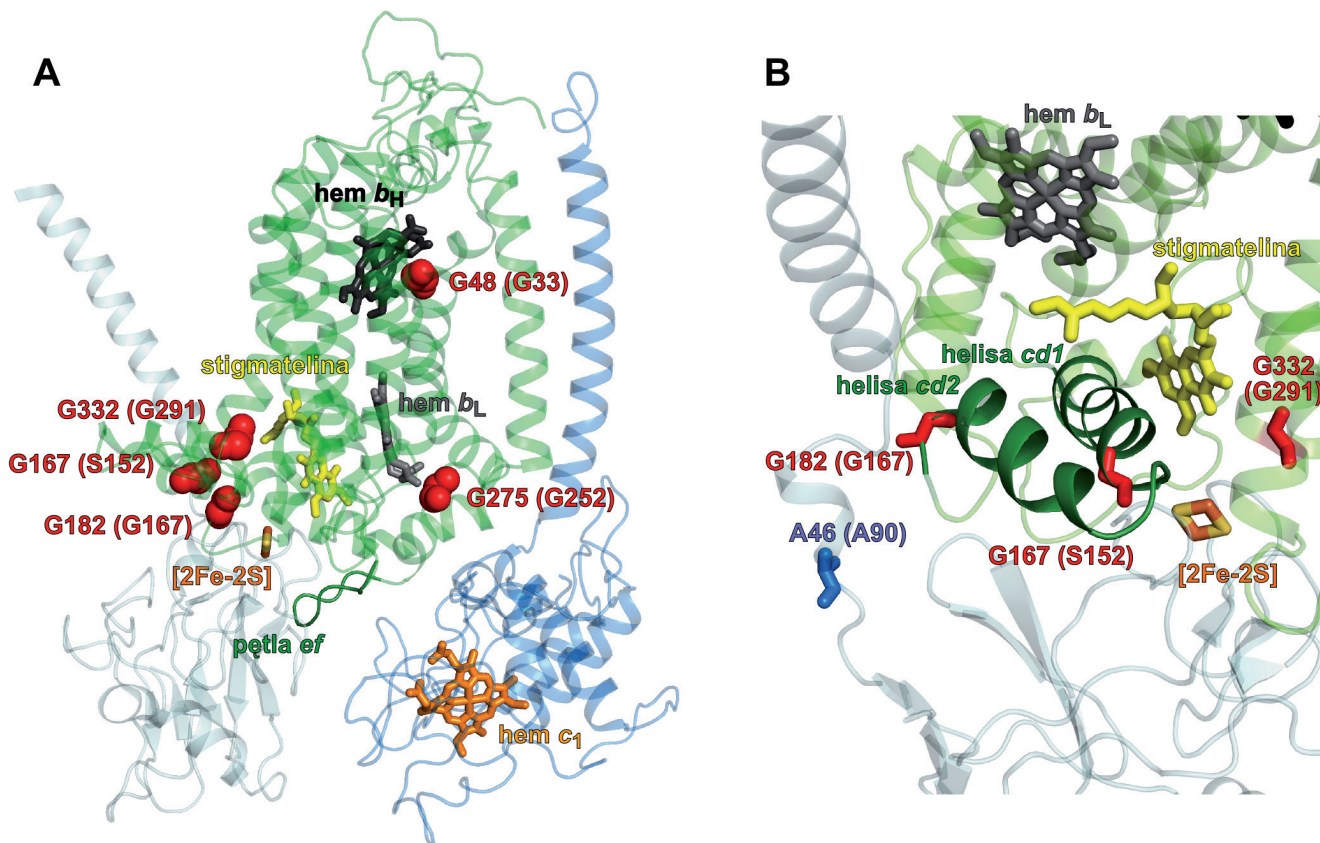 A
hem bH
G48 (G33)
stigmatelina
hem bL
G332 (G291)
G167 (S152)
G275 (G252)
G182 (G167)
[2Fe-2S]
pętla ef
hem c1
B
hem bL
stigmatelina
helisa cd1
helisa cd2
G332
(G291)
G182 (G167)
A46 (A90)
G167 (S152)
[2Fe-2S]